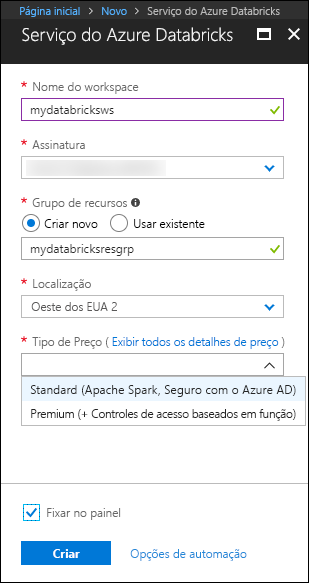 Página inicial > Novo > Serviço do Azure Databricks
Serviço do Azure Databricks
* Nome do workspace
mydatabricksws
* Assinatura
* Grupo de recursos
Criar novo Usar existente
mydatabricksresgrp
* Localização
Oeste dos EUA 2
* Tipo de Preço ( Exibir todos os detalhes de preço )
Standard (Apache Spark, Seguro com o Azure AD)
Premium (+ Controles de acesso baseados em função)
Fixar no painel
Criar Opções de automação